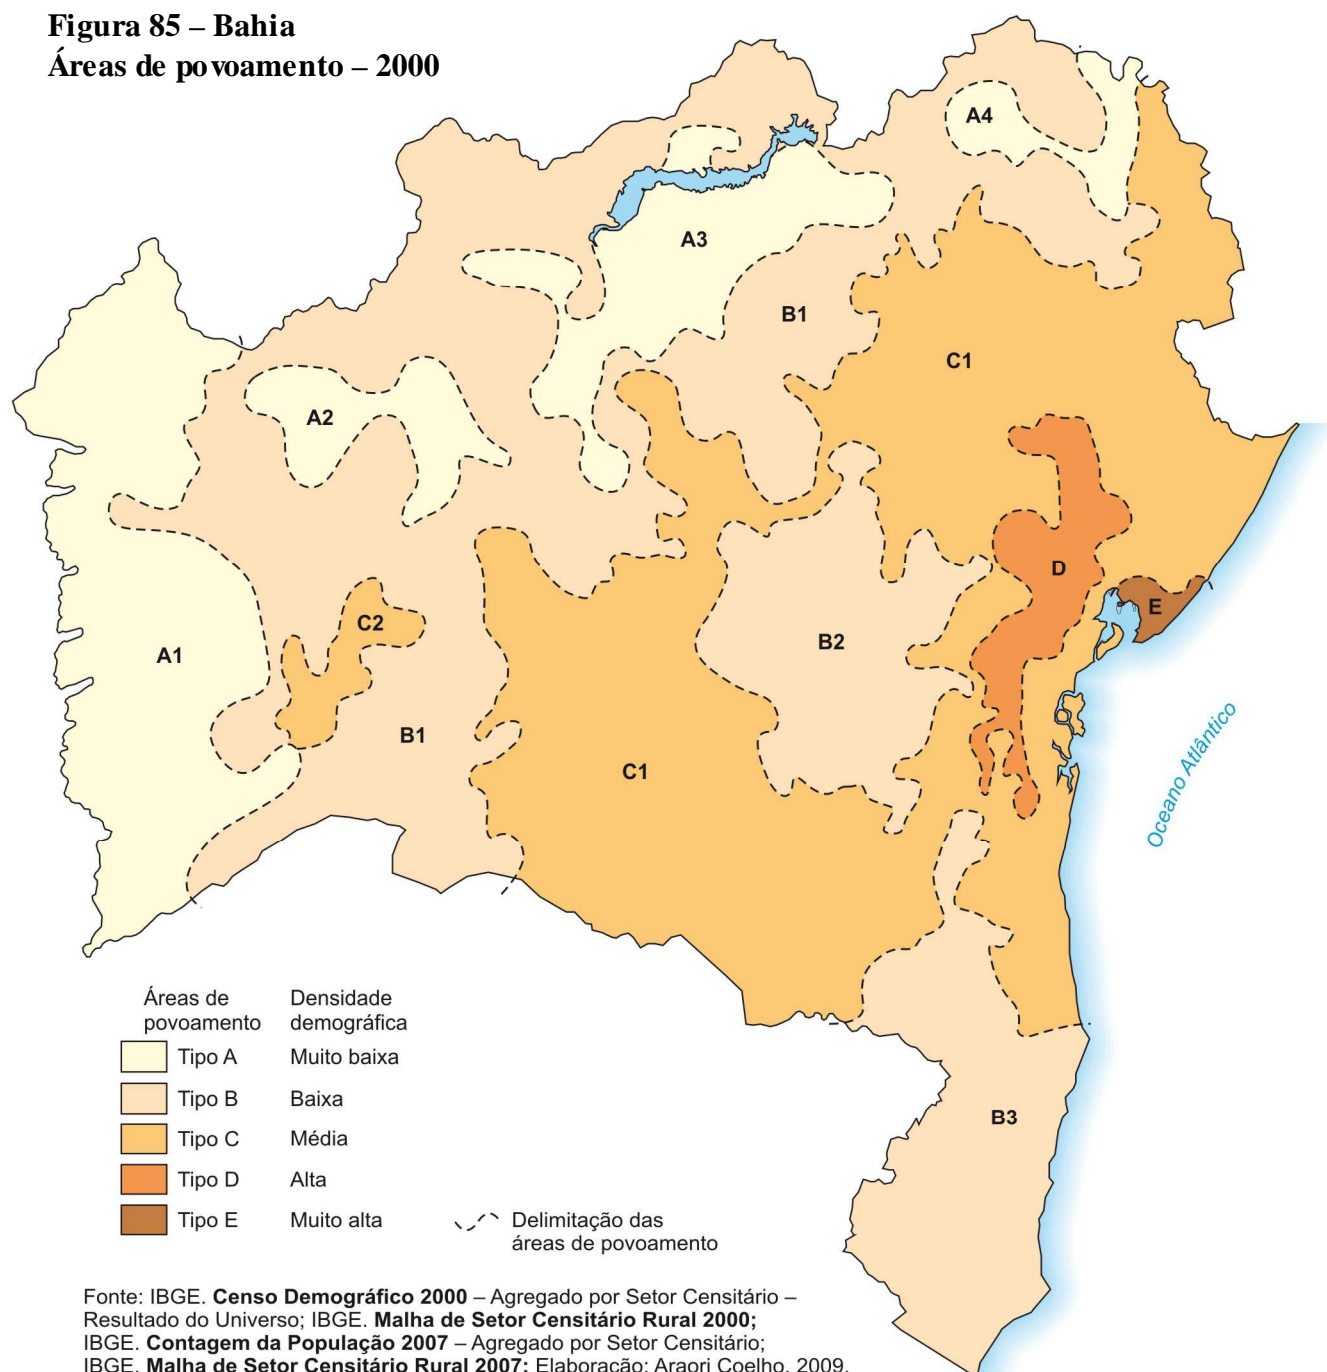 Figura 85 – Bahia
Áreas de povoamento – 2000
A4
A3
B1
C1
A2
D
E
C2
B2
A1
B1
C1
Oceano Atlântico
B3
Áreas de povoamento
Densidade demográfica
Tipo A Muito baixa
Tipo B Baixa
Tipo C Média
Tipo D Alta
Tipo E Muito alta
Delimitação das
áreas de povoamento
Fonte: IBGE. Censo Demográfico 2000 – Agregado por Setor Censitário –
Resultado do Universo; IBGE. Malha de Setor Censitário Rural 2000;
IBGE. Contagem da População 2007 – Agregado por Setor Censitário;
IBGE. Malha de Setor Censitário Rural 2007; Elaboração: Araori Coelho, 2009.